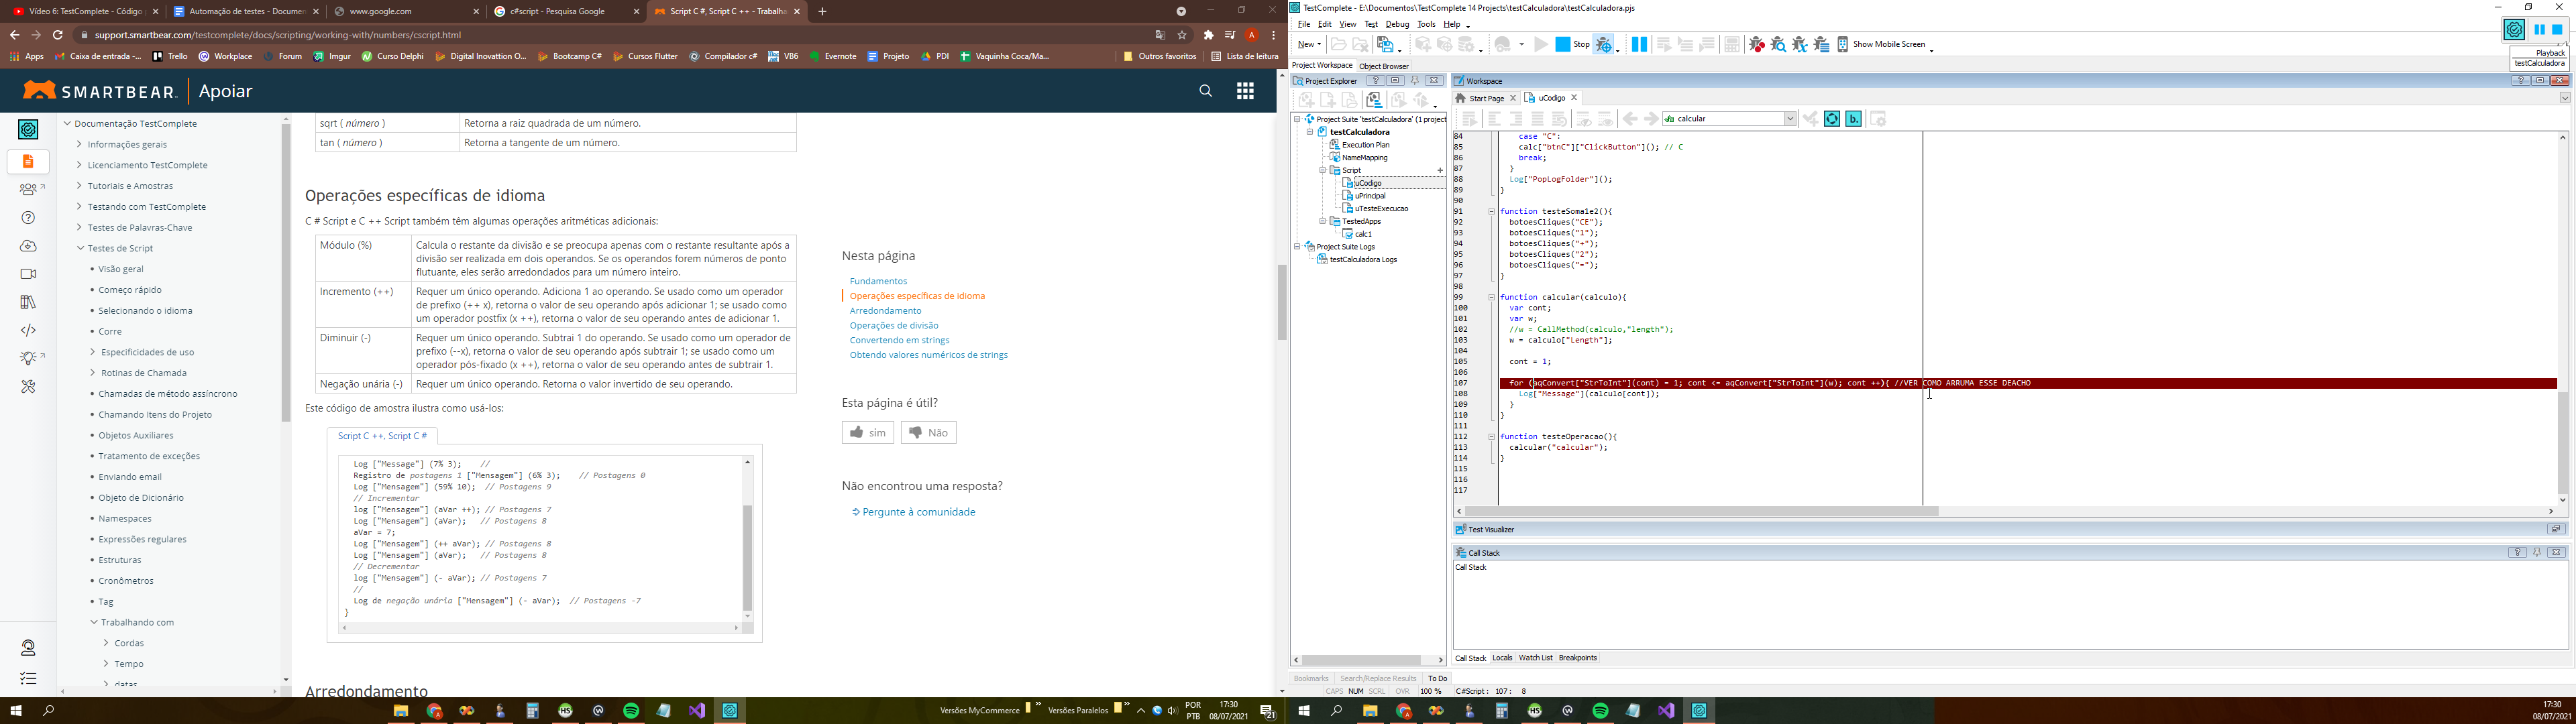 Vídeo 6: TestComplete - Código
Automação de testes - Documen
www.google.com
c#script - Pesquisa Google
Script C #, Script C ++ - Trabalha
support.smartbear.com/testcomplete/docs/scripting/working-with/numbers/cscript.html
Apps
Caixa de entrada -...
Trello
Workplace
Forum
Imgur
Curso Delphi
Digital Inovattion O...
Bootcamp C#
Cursos Flutter
Compilador c#
VB6
Evernote
Projeto
PDI
Vaquinha Coca/Ma...
Outros favoritos
Lista de leitura
SMARTBEAR
Apoiar
Documentação TestComplete
Informações gerais
Licenciamento TestComplete
Tutoriais e Amostras
Testando com TestComplete
Testes de Palavras-Chave
Testes de Script
Visão geral
Começo rápido
Selecionando o idioma
Corre
Especificidades de uso
Rotinas de Chamada
Chamadas de método assíncrono
Chamando Itens do Projeto
Objetos Auxiliares
Tratamento de exceções
Enviando email
Objeto de Dicionário
Namespaces
Expressões regulares
Estruturas
Cronômetros
Tag
Trabalhando com
Cordas
Tempo
datas
sqrt ( número ) Retorna a raiz quadrada de um número.
tan ( número ) Retorna a tangente de um número.
Operações específicas de idioma
C # Script e C ++ Script também têm algumas operações aritméticas adicionais:
Módulo (%) Calcula o restante da divisão e se preocupa apenas com o restante resultante após a
divisão ser realizada em dois operandos. Se os operandos forem números de ponto
flutuante, eles serão arredondados para um número inteiro.
Incremento (++) Requer um único operando. Adiciona 1 ao operando. Se usado como um operador
de prefixo (++ x), retorna o valor de seu operando após adicionar 1; se usado como
um operador postfix (x ++), retorna o valor de seu operando antes de adicionar 1.
Diminuir (-) Requer um único operando. Subtrai 1 do operando. Se usado como um operador de
prefixo (--x), retorna o valor de seu operando após subtrair 1; se usado como um
operador pós-fixado (x ++), retorna o valor de seu operando antes de subtrair 1.
Negação unária (-) Requer um único operando. Retorna o valor invertido de seu operando.
Este código de amostra ilustra como usá-los:
Script C ++, Script C #
Log ["Message"] (7% 3); //
Registro de postagens 1 ["Mensagem"] (6% 3); // Postagens 0
Log ["Mensagem"] (59% 10); // Postagens 9
// Incrementar
log ["Mensagem"] (aVar ++); // Postagens 7
Log ["Mensagem"] (aVar); // Postagens 8
aVar = 7;
Log ["Mensagem"] (++ aVar); // Postagens 8
Log ["Mensagem"] (aVar); // Postagens 8
// Decrementar
log ["Mensagem"] (- aVar); // Postagens 7
//
Log de negação unária ["Mensagem"] (- aVar); // Postagens -7
}
Arredondamento
Nesta página
Fundamentos
Operações específicas de idioma
Arredondamento
Operações de divisão
Convertendo em strings
Obtendo valores numéricos de strings
Esta página é útil?
sim
Não
Não encontrou uma resposta?
Pergunte à comunidade
Versões MyCommerce
Versões Paralelos
POR
PTB
17:30
08/07/2021
21
TestComplete - E:\Documentos\TestComplete 14 Projects\testCalculadora\testCalculadora.pjs
File Edit View Test Debug Tools Help
New
Stop
Show Mobile Screen
Playback
testCalculadora
Project Workspace
Object Browser
Project Explorer
Project Suite 'testCalculadora' (1 project
testCalculadora
Execution Plan
NameMapping
Script
uCodigo
uPrincipal
uTesteExecucao
TestedApps
calc1
Project Suite Logs
testCalculadora Logs
Workspace
Start Page
uCodigo
calcular
84 case "C":
85 calc["btnC"]["ClickButton"](); // C
86 break;
87 }
88 Log["PopLogFolder"]();
89 }
90
91 function testeSoma1e2(){
92 botoesCliques("CE");
93 botoesCliques("1");
94 botoesCliques("+");
95 botoesCliques("2");
96 botoesCliques("=");
97 }
98
99 function calcular(calculo){
100 var cont;
101 var w;
102 //w = CallMethod(calculo,"length");
103 w = calculo["Length"];
104
105 cont = 1;
106
107 for (aqConvert["StrToInt"](cont) = 1; cont <= aqConvert["StrToInt"](w); cont ++){ //VER COMO ARRUMA ESSE DEACHO
108 Log["Message"](calculo[cont]);
109 }
110 }
111
112 function testeOperacao(){
113 calcular("calcular");
114 }
115
116
117
Test Visualizer
Call Stack
Call Stack
Call Stack Locals Watch List Breakpoints
Bookmarks Search/Replace Results To Do
CAPS NUM SCRL OVR 100 % C#Script : 107 : 8
17:30
08/07/2021